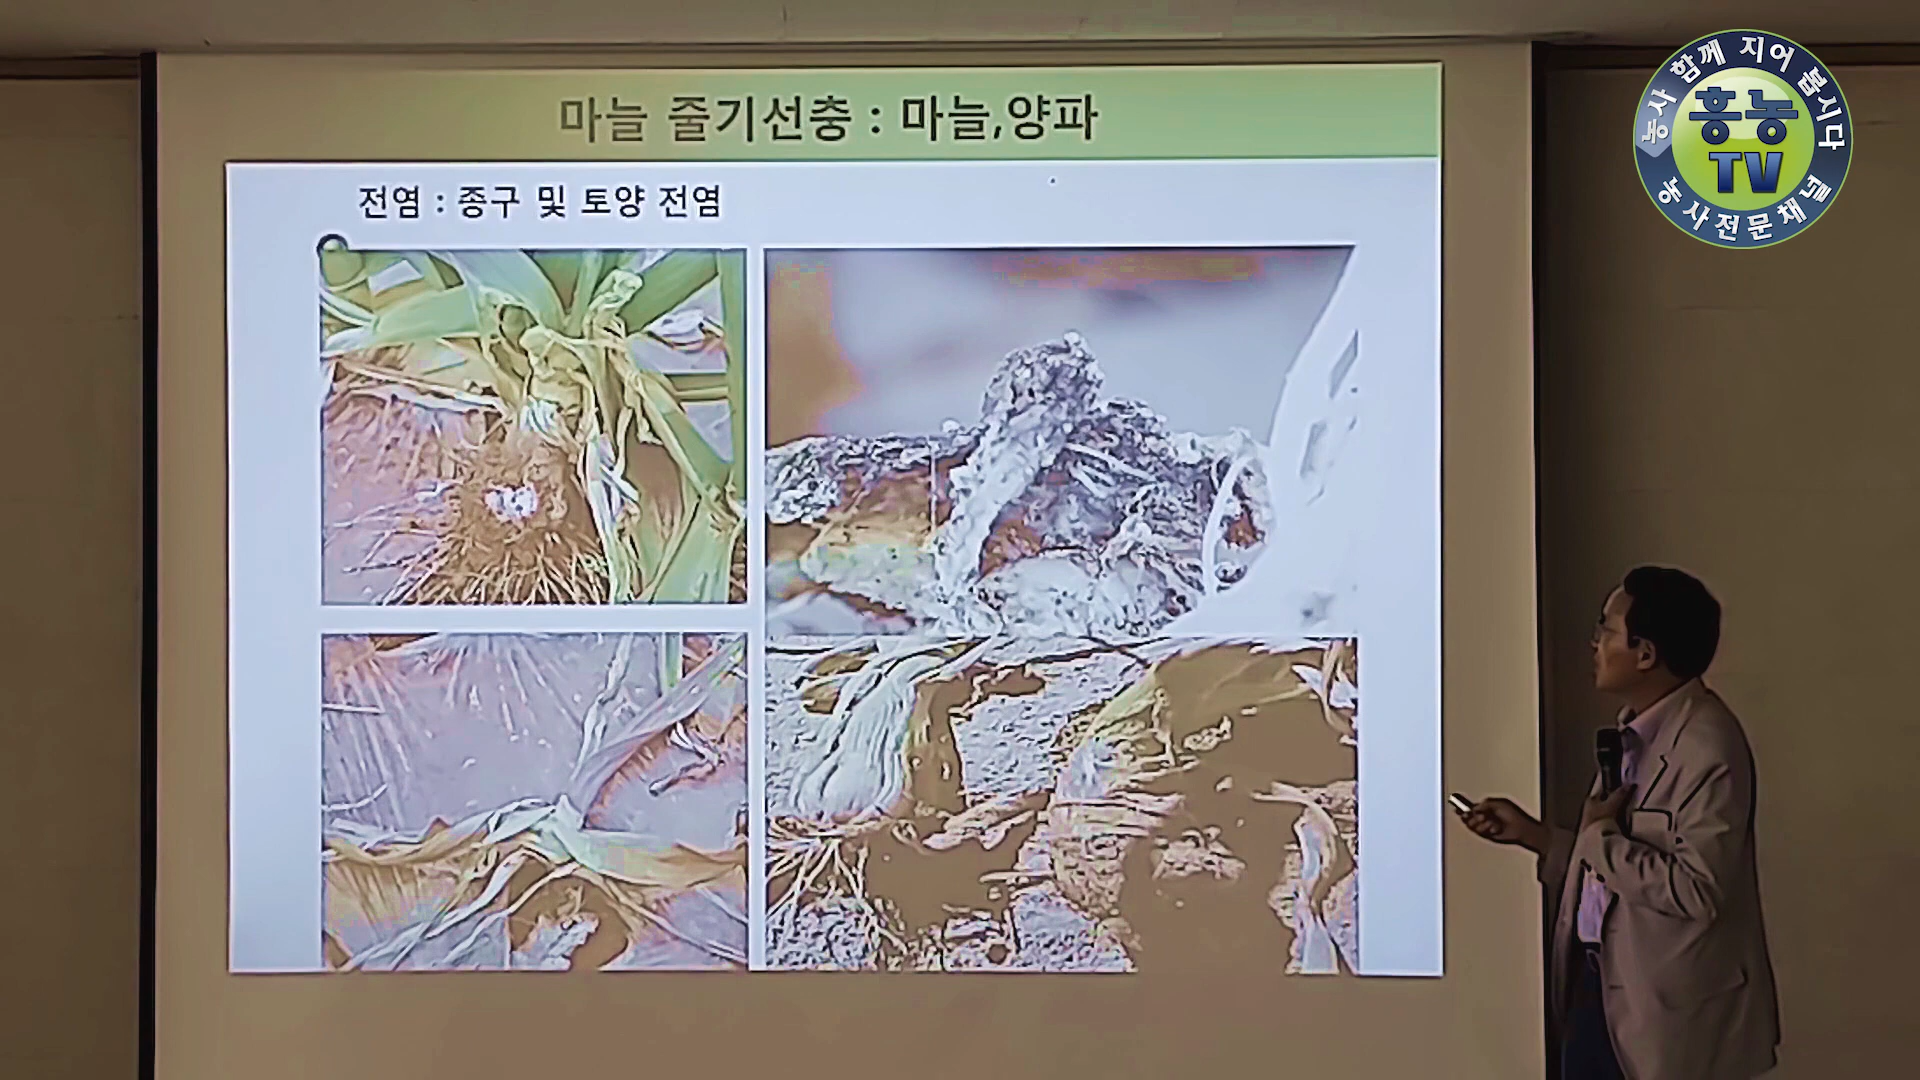 마늘 줄기선충 : 마늘,양파
전염 : 종구 및 토양 전염
농사 함께 지어 봅시다
흥농
TV
농사전문채널